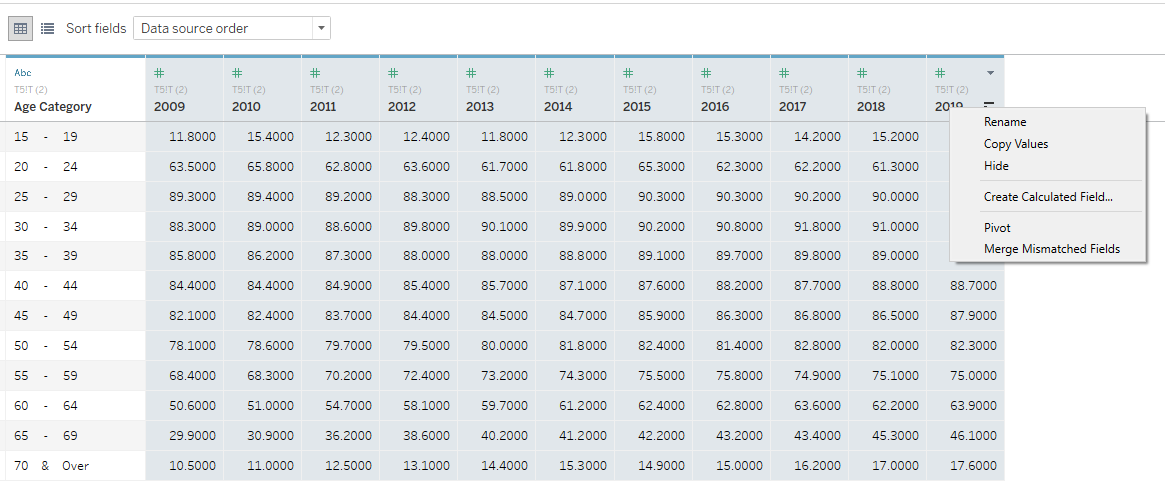 Sort fields Data source order
Abc # # # # # # # # # # #
T5!T (2) T5!T (2) T5!T (2) T5!T (2) T5!T (2) T5!T (2) T5!T (2) T5!T (2) T5!T (2) T5!T (2) T5!T (2) T5!T (2)
Age Category 2009 2010 2011 2012 2013 2014 2015 2016 2017 2018 2019
15 - 19 11.8000 15.4000 12.3000 12.4000 11.8000 12.3000 15.8000 15.3000 14.2000 15.2000
20 - 24 63.5000 65.8000 62.8000 63.6000 61.7000 61.8000 65.3000 62.3000 62.2000 61.3000
25 - 29 89.3000 89.4000 89.2000 88.3000 88.5000 89.0000 90.3000 90.3000 90.2000 90.0000
30 - 34 88.3000 89.0000 88.6000 89.8000 90.1000 89.9000 90.2000 90.8000 91.8000 91.0000
35 - 39 85.8000 86.2000 87.3000 88.0000 88.0000 88.8000 89.1000 89.7000 89.8000 89.0000
40 - 44 84.4000 84.4000 84.9000 85.4000 85.7000 87.1000 87.6000 88.2000 87.7000 88.8000 88.7000
45 - 49 82.1000 82.4000 83.7000 84.4000 84.5000 84.7000 85.9000 86.3000 86.8000 86.5000 87.9000
50 - 54 78.1000 78.6000 79.7000 79.5000 80.0000 81.8000 82.4000 81.4000 82.8000 82.0000 82.3000
55 - 59 68.4000 68.3000 70.2000 72.4000 73.2000 74.3000 75.5000 75.8000 74.9000 75.1000 75.0000
60 - 64 50.6000 51.0000 54.7000 58.1000 59.7000 61.2000 62.4000 62.8000 63.6000 62.2000 63.9000
65 - 69 29.9000 30.9000 36.2000 38.6000 40.2000 41.2000 42.2000 43.2000 43.4000 45.3000 46.1000
70 & Over 10.5000 11.0000 12.5000 13.1000 14.4000 15.3000 14.9000 15.0000 16.2000 17.0000 17.6000
Rename
Copy Values
Hide
Create Calculated Field...
Pivot
Merge Mismatched Fields